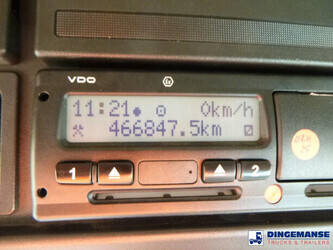 VDO
11:21 0km/h
466847.5km
1 2
DINGEMANSE
TRUCKS & TRAILERS